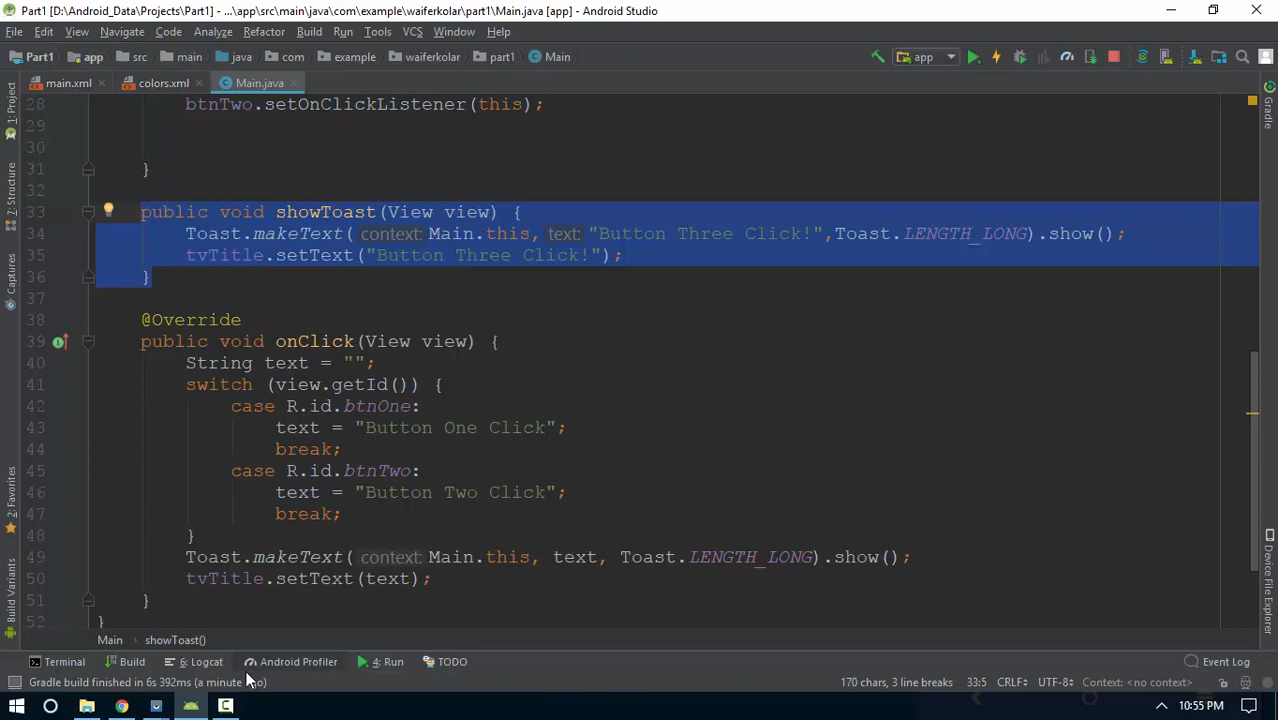 Part1 [D:\Android_Data\Projects\Part1] - ...\app\src\main\java\com\example\waiferkolar\part1\Main.java [app] - Android Studio
File Edit View Navigate Code Analyze Refactor Build Run Tools VCS Window Help
Part1 app src main java com example waiferkolar part1 Main app
main.xml colors.xml Main.java
1: Project
7: Structure
Captures
2: Favorites
Build Variants
Gradle
Device File Explorer
28 btnTwo.setOnClickListener(this);
29
30
31 }
32
33 public void showToast(View view) {
34 Toast.makeText( context: Main.this, text: "Button Three Click!",Toast.LENGTH_LONG).show();
35 tvTitle.setText("Button Three Click!");
36 }
37
38 @Override
39 public void onClick(View view) {
40 String text = "";
41 switch (view.getId()) {
42 case R.id.btnOne:
43 text = "Button One Click";
44 break;
45 case R.id.btnTwo:
46 text = "Button Two Click";
47 break;
48 }
49 Toast.makeText( context: Main.this, text, Toast.LENGTH_LONG).show();
50 tvTitle.setText(text);
51 }
52 }
Main showToast()
Terminal Build 6: Logcat Android Profiler 4: Run TODO Event Log
Gradle build finished in 6s 392ms (a minute ago) 170 chars, 3 line breaks 33:5 CRLF UTF-8 Context: <no context>
10:55 PM